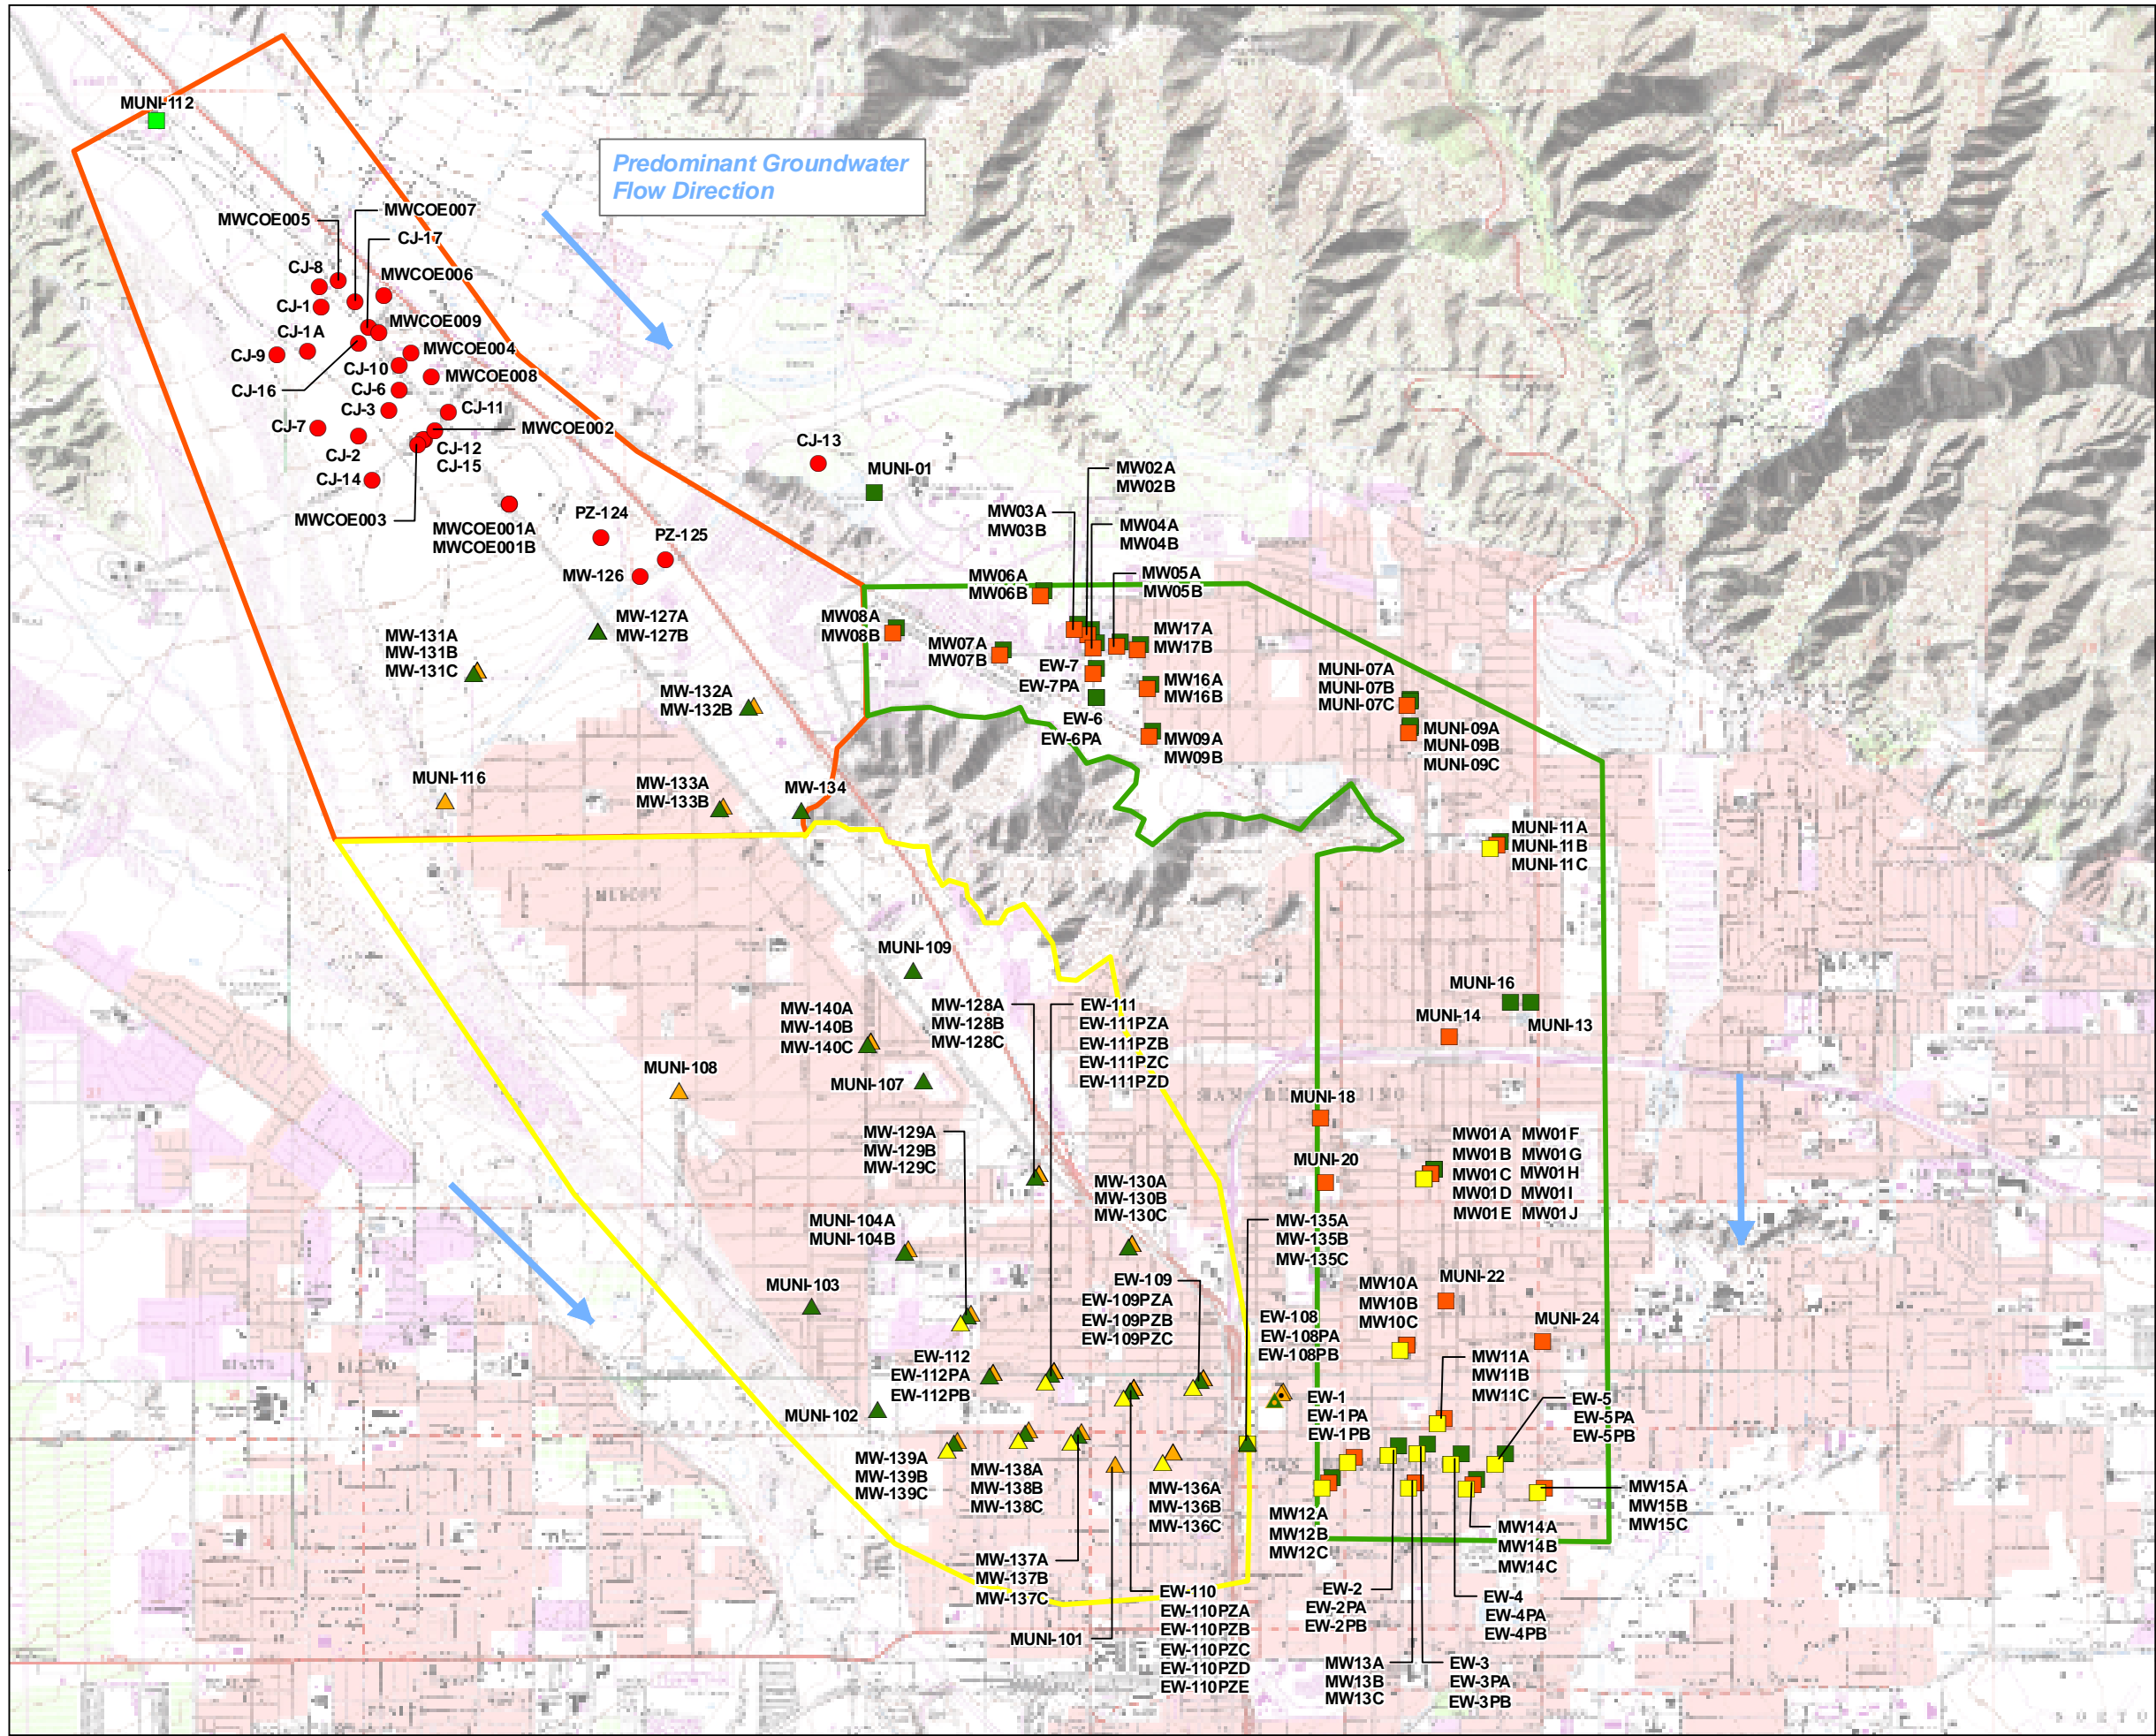 MUNI-112
Predominant Groundwater
Flow Direction
MWCOE005
MWCOE007
CJ-17
CJ-8
MWCOE006
CJ-1
CJ-1A
MWCOE009
CJ-9
MWCOE004
CJ-10
MWCOE008
CJ-16
CJ-6
CJ-3
CJ-11
CJ-7
MWCOE002
CJ-2
CJ-12
CJ-15
CJ-14
MWCOE003
MWCOE001A
MWCOE001B
CJ-13
MUNI-01
PZ-124
PZ-125
MW-126
MW02A
MW02B
MW03A
MW03B
MW04A
MW04B
MW06A
MW06B
MW05A
MW05B
MW08A
MW08B
MW07A
MW07B
MW17A
MW17B
EW-7
EW-7PA
MW16A
MW16B
EW-6
EW-6PA
MW09A
MW09B
MUNI-07A
MUNI-07B
MUNI-07C
MUNI-09A
MUNI-09B
MUNI-09C
MW-127A
MW-127B
MW-131A
MW-131B
MW-131C
MW-132A
MW-132B
MUNI-116
MW-133A
MW-133B
MW-134
MUNI-11A
MUNI-11B
MUNI-11C
MUNI-109
MUNI-16
MUNI-13
MUNI-14
MW-140A
MW-140B
MW-140C
MW-128A
MW-128B
MW-128C
EW-111
EW-111PZA
EW-111PZB
EW-111PZC
EW-111PZD
MUNI-108
MUNI-107
SAN BERNARDINO
MUNI-18
MUNI-20
MW-129A
MW-129B
MW-129C
MW01A MW01F
MW01B MW01G
MW01C MW01H
MW01D MW01I
MW01E MW01J
MW-130A
MW-130B
MW-130C
MUNI-104A
MUNI-104B
MW-135A
MW-135B
MW-135C
MUNI-103
EW-109
EW-109PZA
EW-109PZB
EW-109PZC
MW10A
MW10B
MW10C
MUNI-22
MUNI-24
EW-108
EW-108PA
EW-108PB
EW-112
EW-112PA
EW-112PB
MW11A
MW11B
MW11C
MUNI-102
EW-1
EW-1PA
EW-1PB
EW-5
EW-5PA
EW-5PB
MW-139A
MW-139B
MW-139C
MW-138A
MW-138B
MW-138C
MW-136A
MW-136B
MW-136C
MW12A
MW12B
MW12C
MW15A
MW15B
MW15C
MW14A
MW14B
MW14C
MW-137A
MW-137B
MW-137C
EW-110
EW-110PZA
EW-110PZB
EW-110PZC
EW-110PZD
EW-110PZE
MUNI-101
EW-2
EW-2PA
EW-2PB
EW-4
EW-4PA
EW-4PB
MW13A
MW13B
MW13C
EW-3
EW-3PA
EW-3PB